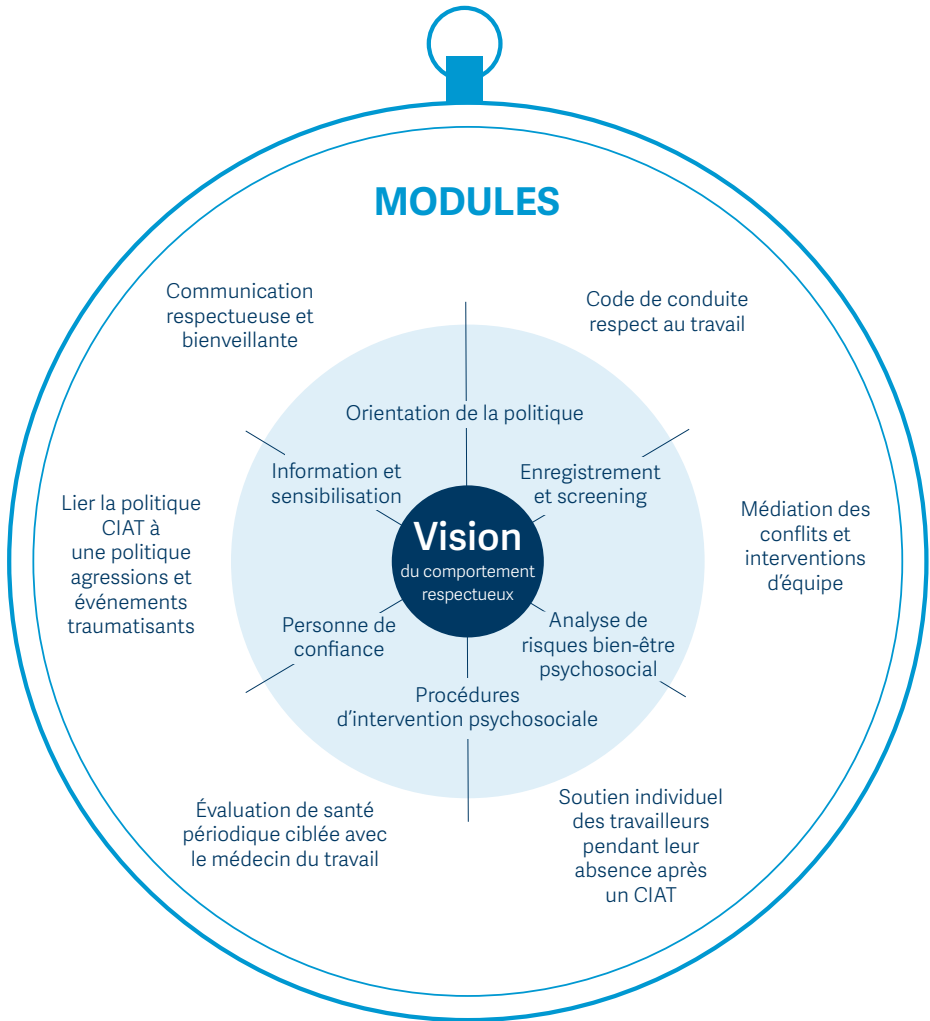 MODULES
Communication
respectueuse et
bienveillante
Code de conduite
respect au travail
Orientation de la politique
Information et
sensibilisation
Enregistrement
et screening
Lier la politique
CIAT à
une politique
agressions et
événements
traumatisants
Vision
du comportement
respectueux
Médiation des
conflits et
interventions
d'équipe
Personne de
confiance
Analyse de
risques bien-être
psychosocial
Procédures
d'intervention psychosociale
Évaluation de santé
périodique ciblée avec
le médecin du travail
Soutien individuel
des travailleurs
pendant leur
absence après
un CIAT